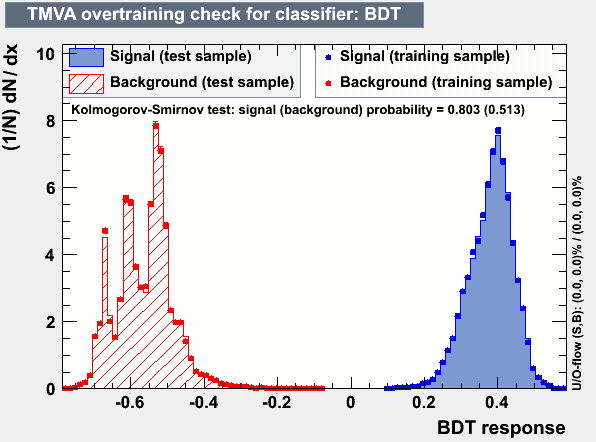 TMVA overtraining check for classifier: BDT
(1/N) dN / dx
10
8
6
4
2
0
Signal (test sample)
Background (test sample)
Signal (training sample)
Background (training sample)
Kolmogorov-Smirnov test: signal (background) probability = 0.803 (0.513)
U/O-flow (S,B): (0.0, 0.0)% / (0.0, 0.0)%
-0.6 -0.4 -0.2 0 0.2 0.4
BDT response